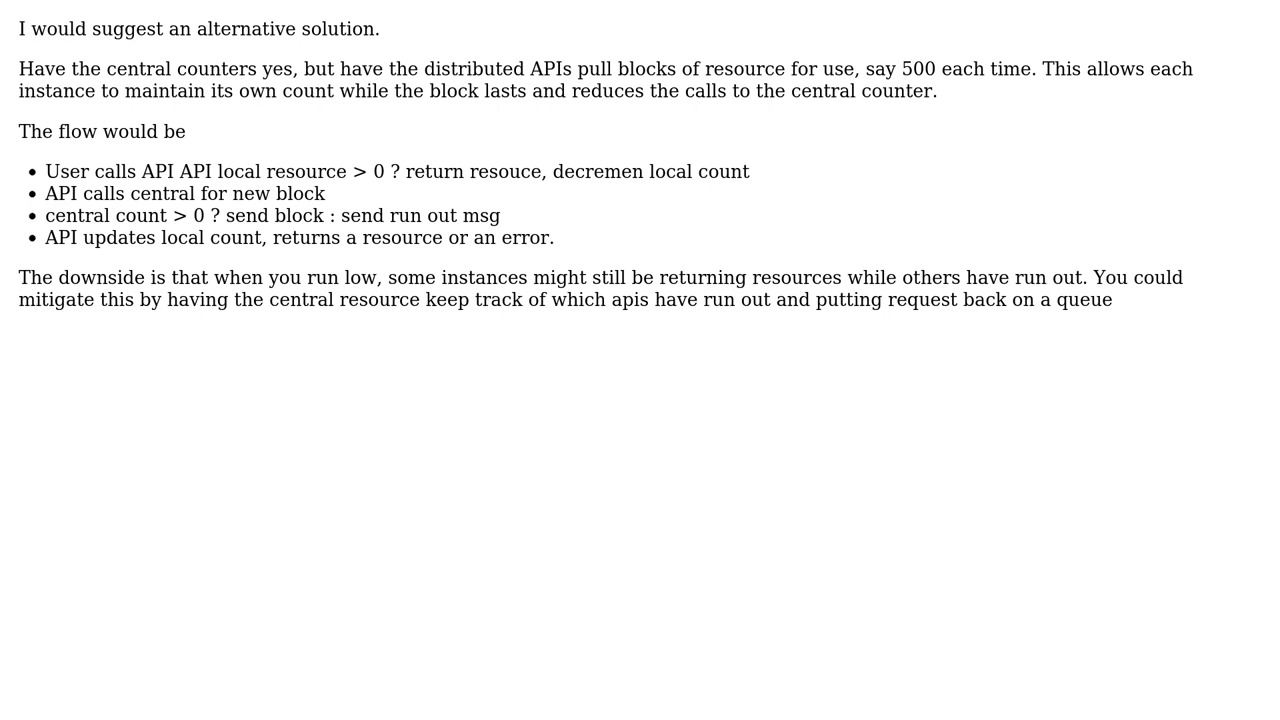 I would suggest an alternative solution.
Have the central counters yes, but have the distributed APIs pull blocks of resource for use, say 500 each time. This allows each
instance to maintain its own count while the block lasts and reduces the calls to the central counter.
The flow would be
• User calls API API local resource > 0 ? return resouce, decremen local count
• API calls central for new block
• central count > 0 ? send block : send run out msg
• API updates local count, returns a resource or an error.
The downside is that when you run low, some instances might still be returning resources while others have run out. You could
mitigate this by having the central resource keep track of which apis have run out and putting request back on a queue